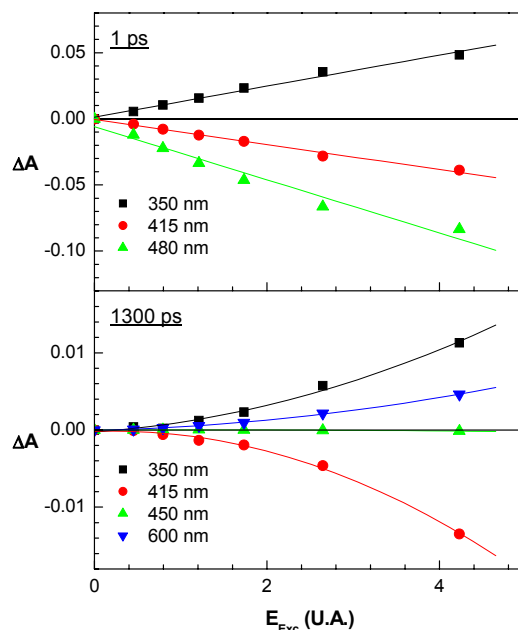 1 ps
0.05
0.00
ΔA
-0.05
350 nm
415 nm
480 nm
-0.10
1300 ps
0.01
ΔA
0.00
350 nm
415 nm
450 nm
600 nm
-0.01
0 2 4
E_Exc (U.A.)